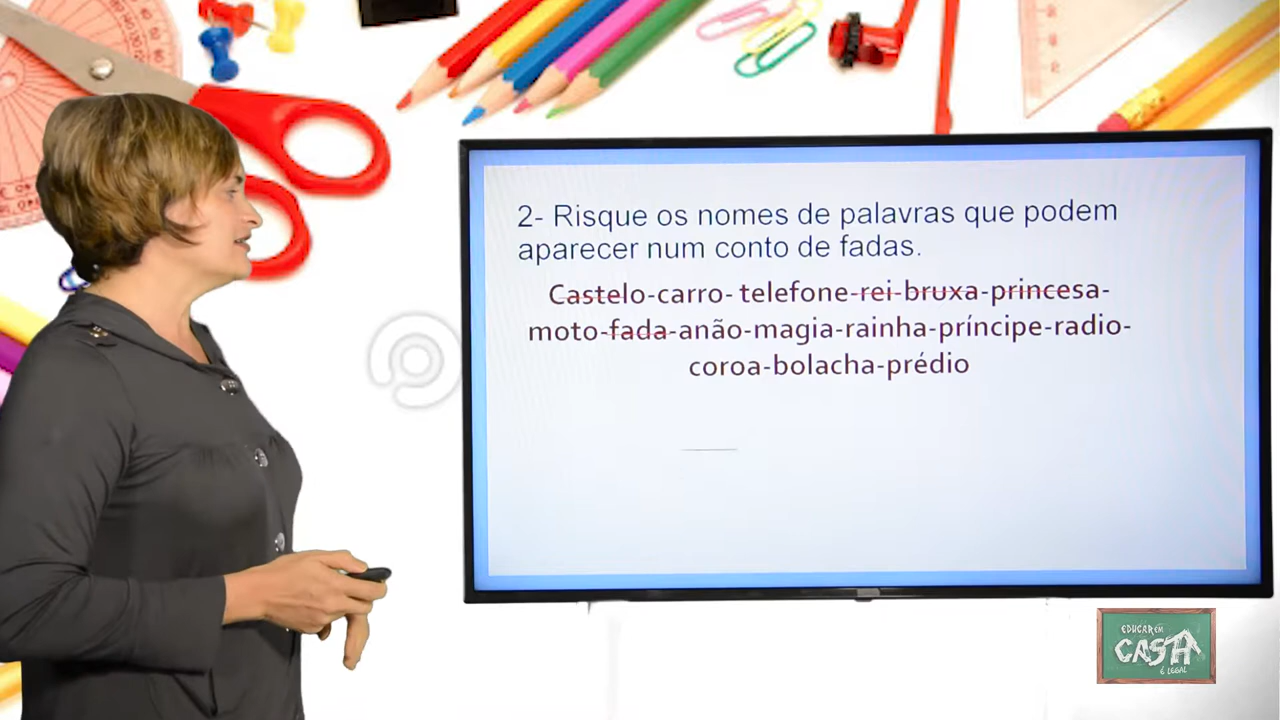 2- Risque os nomes de palavras que podem
aparecer num conto de fadas.
Castelo-carro- telefone-rei-bruxa-princesa-
moto-fada-anão-magia-rainha-príncipe-radio-
coroa-bolacha-prédio
EDUCAR EM
CASA
É LEGAL